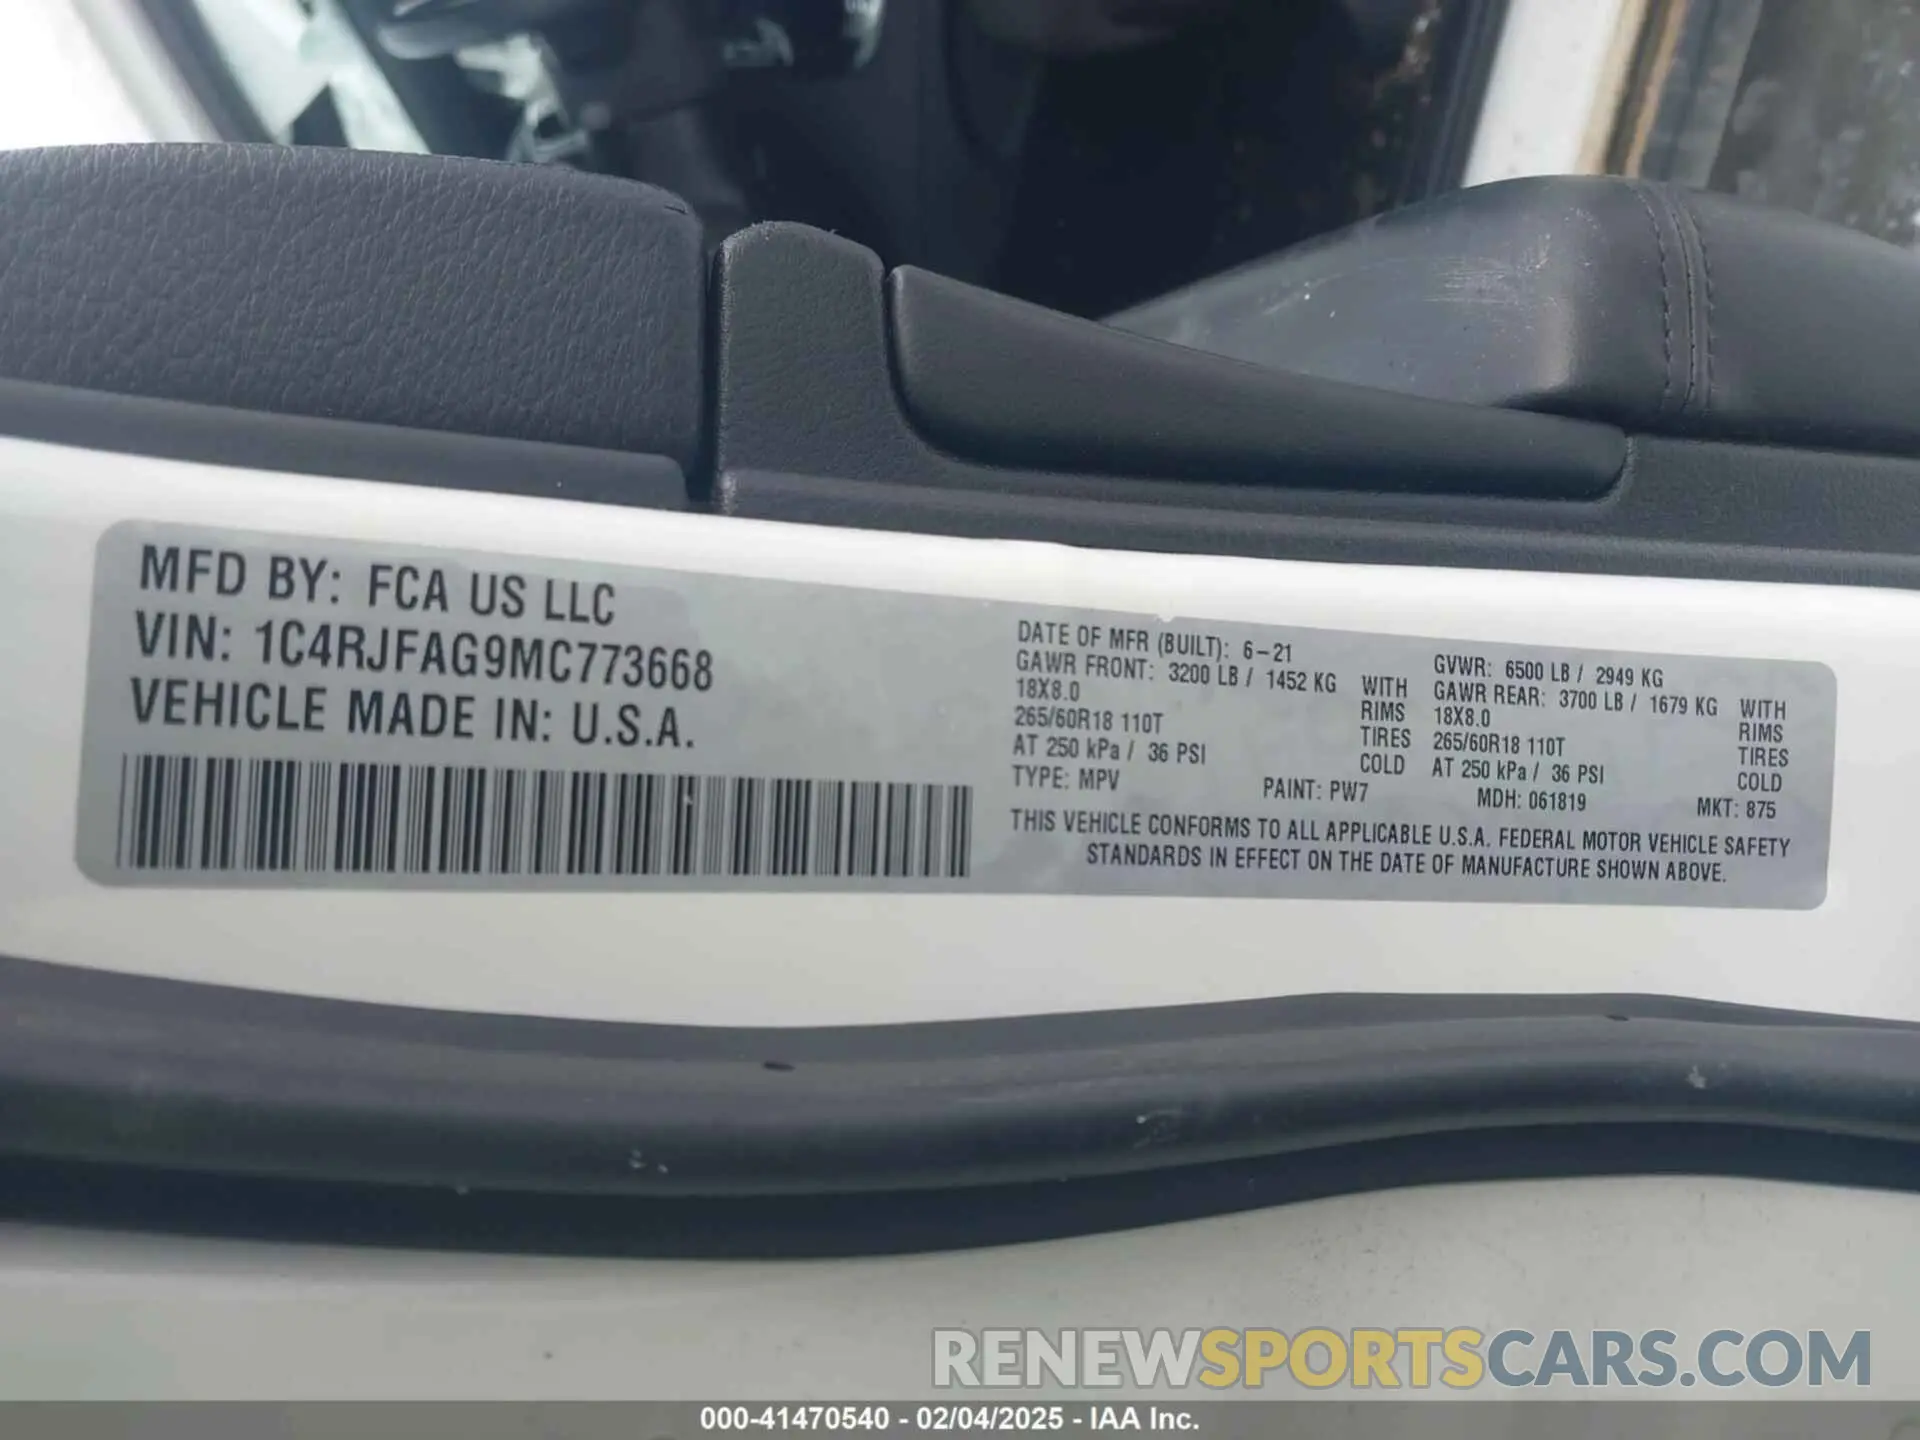 MFD BY: FCA US LLC
VIN: 1C4RJFAG9MC773668
VEHICLE MADE IN: U.S.A.
DATE OF MFR (BUILT): 6-21
GAWR FRONT: 3200 LB / 1452 KG WITH
18X8.0 RIMS
265/60R18 110T TIRES
AT 250 kPa / 36 PSI COLD
TYPE: MPV
GVWR: 6500 LB / 2949 KG
GAWR REAR: 3700 LB / 1679 KG WITH
18X8.0 RIMS
265/60R18 110T TIRES
AT 250 kPa / 36 PSI COLD
PAINT: PW7 MDH: 061819 MKT: 875
THIS VEHICLE CONFORMS TO ALL APPLICABLE U.S.A. FEDERAL MOTOR VEHICLE SAFETY
STANDARDS IN EFFECT ON THE DATE OF MANUFACTURE SHOWN ABOVE.
RENEWSPORTSCARS.COM
000-41470540 - 02/04/2025 - IAA Inc.